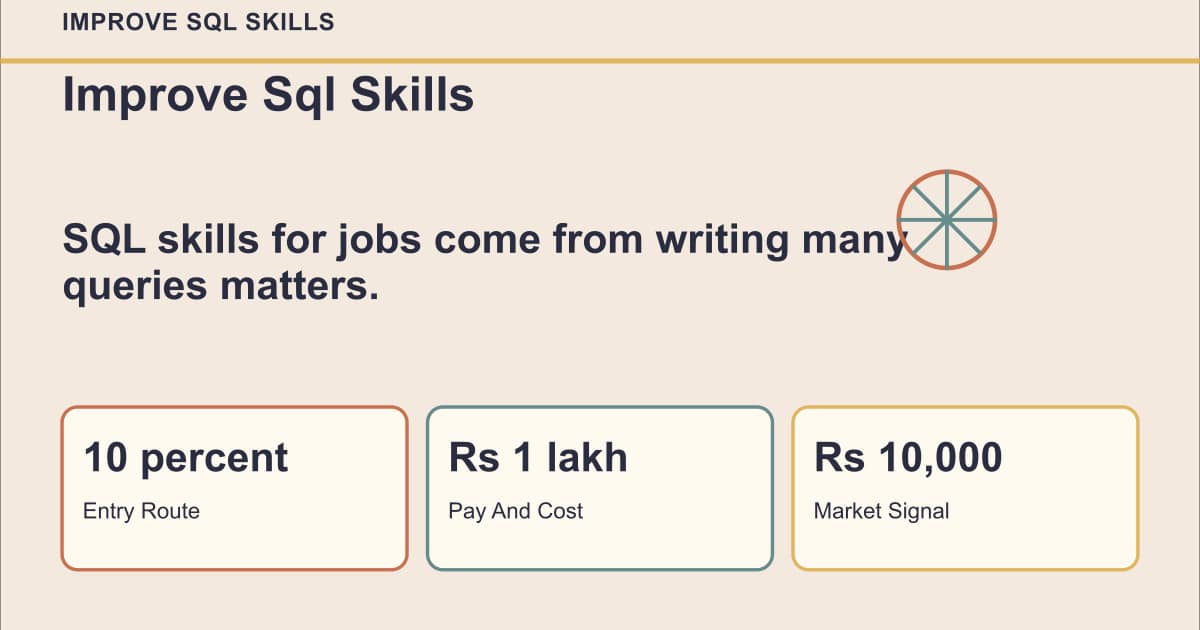 IMPROVE SQL SKILLS
Improve Sql Skills
SQL skills for jobs come from writing many
queries matters.
10 percent
Entry Route
Rs 1 lakh
Pay And Cost
Rs 10,000
Market Signal